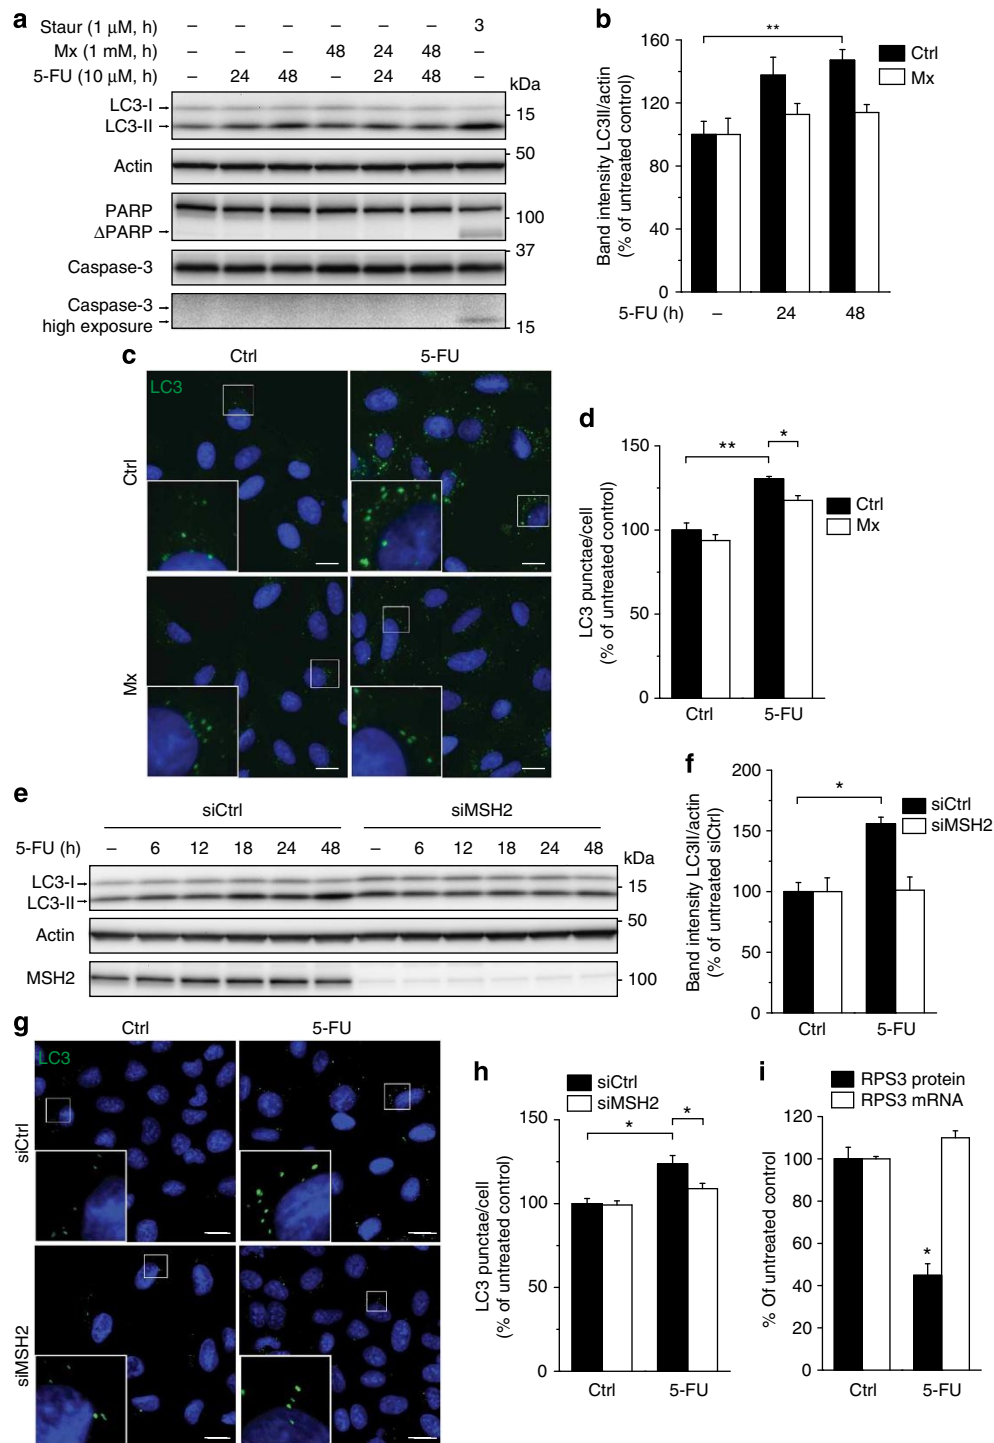 a
Staur (1 μM, h) – – – – – – 3
Mx (1 mM, h) – – – 48 24 48 –
5-FU (10 μM, h) – 24 48 – 24 48 –
kDa
LC3-I
15
LC3-II
50
Actin
PARP
100
ΔPARP
37
Caspase-3
Caspase-3
high exposure
15
b
Band intensity LC3II/actin
(% of untreated control)
160
120
80
40
0
**
Ctrl
Mx
5-FU (h) – 24 48
c
Ctrl 5-FU
LC3
Ctrl
Mx
d
LC3 punctae/cell
(% of untreated control)
150
100
50
0
** *
Ctrl
Mx
Ctrl 5-FU
e
siCtrl siMSH2
5-FU (h) – 6 12 18 24 48 – 6 12 18 24 48
kDa
LC3-I
15
LC3-II
50
Actin
MSH2
100
f
Band intensity LC3II/actin
(% of untreated siCtrl)
200
150
100
50
0
*
siCtrl
siMSH2
Ctrl 5-FU
g
Ctrl 5-FU
LC3
siCtrl
siMSH2
h
siCtrl
siMSH2
LC3 punctae/cell
(% of untreated control)
150
100
50
0
* *
Ctrl 5-FU
i
RPS3 protein
RPS3 mRNA
% Of untreated control
120
100
80
60
40
20
0
*
Ctrl 5-FU